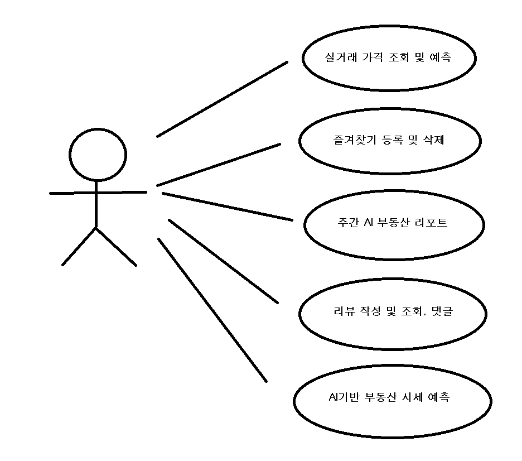 실거래 가격 조회 및 예측
즐겨찾기 등록 및 삭제
주간 AI 부동산 리포트
리뷰 작성 및 조회. 댓글
AI기반 부동산 시세 예측